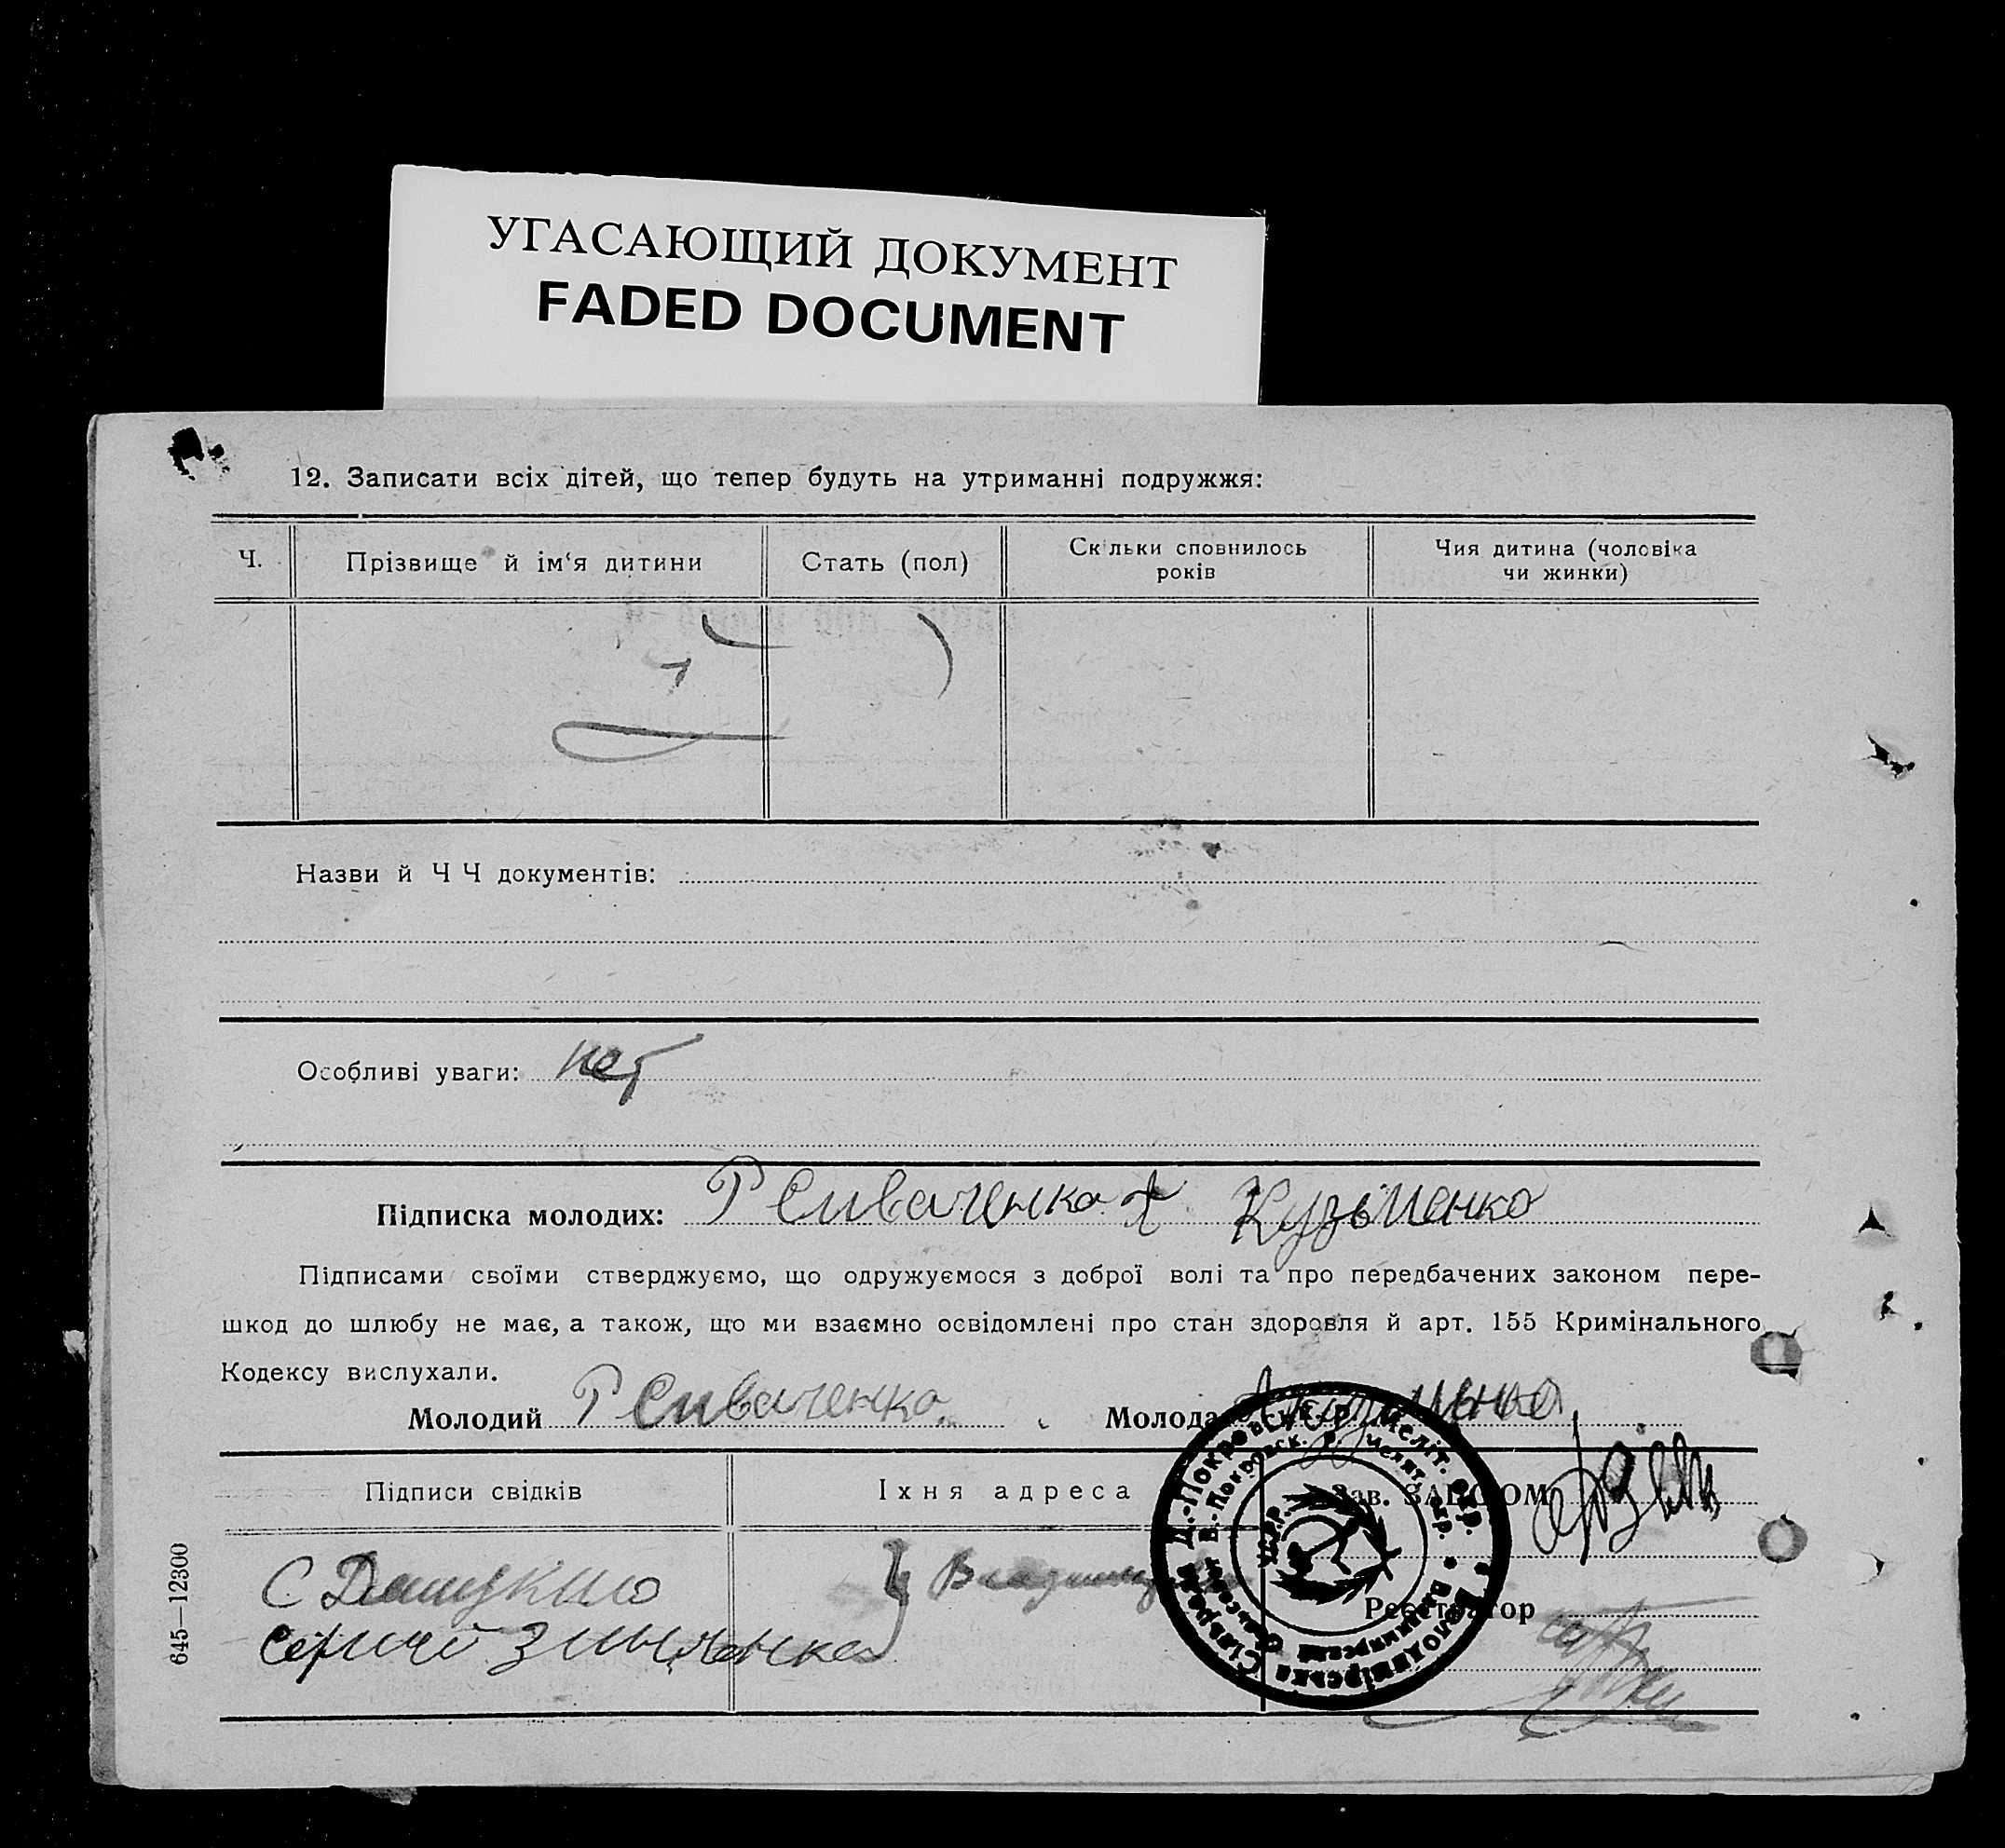 УГАСАЮЩИЙ ДОКУМЕНТ
FADED DOCUMENT
12. Записати всіх дітей, що тепер будуть на утриманні подружжя:
Ч.
Прізвище й ім‘я дитини
Стать (пол)
Скільки сповнилось
років
Чия дитина (чоловіка
чи жинки)
Назви й ЧЧ документів:
Особливі уваги: нет
Підписка молодих: Р Сиваченко Кузьменко
Підписами своїми стверджуємо, що одружуємося з доброї волі та про передбачених законом пере-
шкод до шлюбу не має, а також, що ми взаємно освідомлені про стан здоровля й арт. 155 Кримінального
Кодексу вислухали.
Молодий Р Сиваченко
Молода
Підписи свідків
Їхня адреса
Зав. ЗАГСОМ
Реєстратор
645—12300